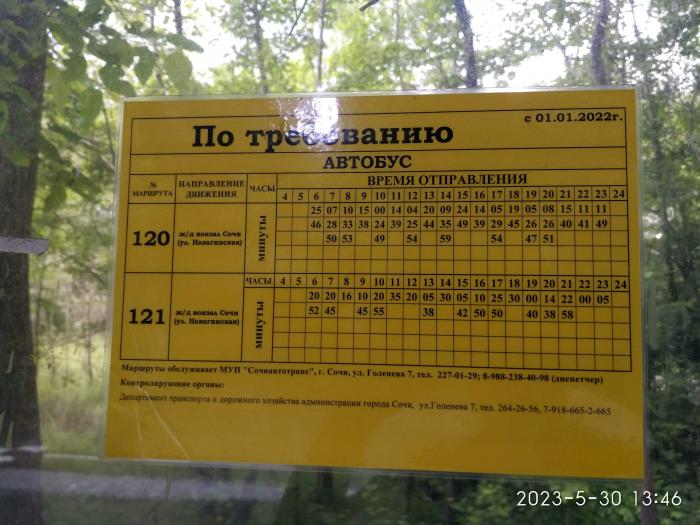 с 01.01.2022г.
По требованию
АВТОБУС
№ МАРШРУТА НАПРАВЛЕНИЕ ДВИЖЕНИЯ ЧАСЫ ВРЕМЯ ОТПРАВЛЕНИЯ
4 5 6 7 8 9 10 11 12 13 14 15 16 17 18 19 20 21 22 23 24
120 ж/д вокзал Сочи (ул. Навагинская) минуты
25 07 10 15 00 14 04 20 09 24 14 05 19 05 08 15 11 11
46 28 33 38 24 39 25 44 35 49 39 29 45 26 26 40 41 49
50 53 49 54 59 54 47 51
ЧАСЫ 4 5 6 7 8 9 10 11 12 13 14 15 16 17 18 19 20 21 22 23 24
121 ж/д вокзал Сочи (ул. Навагинская) минуты
20 20 16 10 20 35 20 05 30 05 10 25 30 00 14 22 00 05
52 45 45 55 38 42 50 50 40 38 58
Маршруты обслуживает МУП "Сочиавтотранс", г. Сочи, ул. Голенева 7, тел. 227-01-29; 8-988-238-40-98 (диспетчер)
Контролирующие органы:
Департамент транспорта и дорожного хозяйства администрации города Сочи, ул.Голенева 7, тел. 264-26-56, 7-918-665-2-665
2023-5-30 13:46